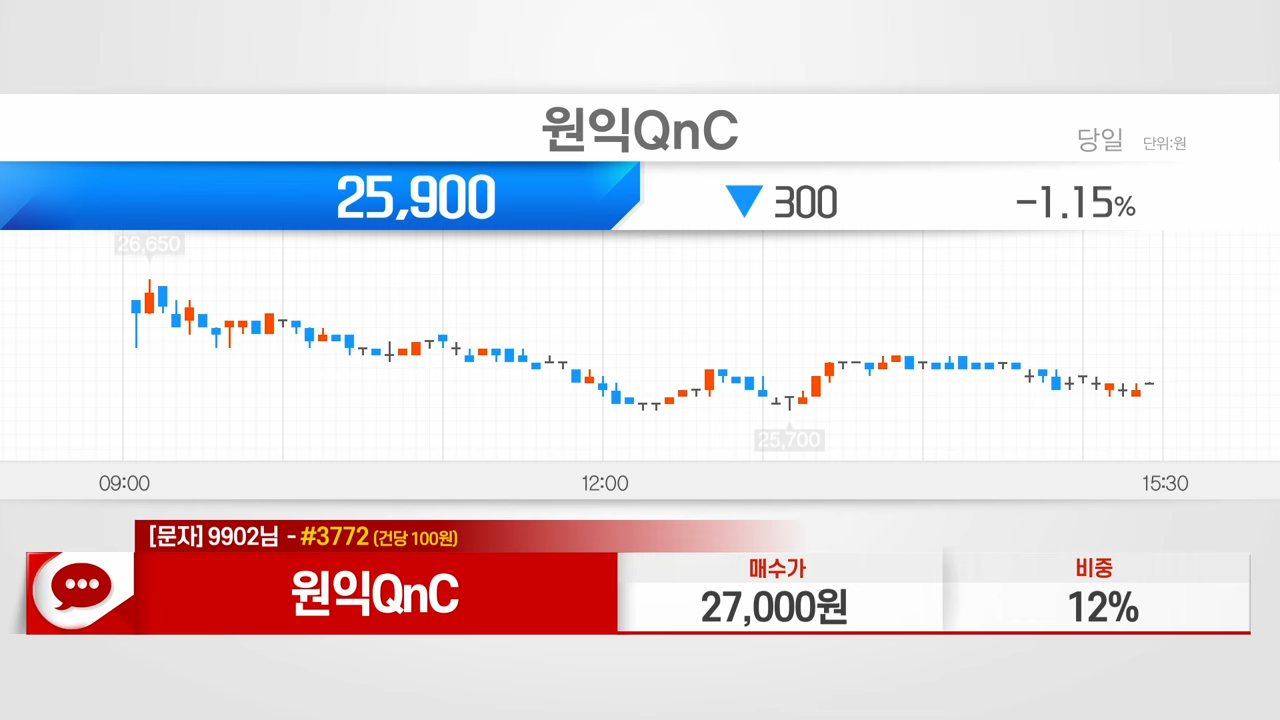 원익QnC
당일 단위:원
25,900 ▼ 300 -1.15%
26,650
25,700
09:00 12:00 15:30
[문자] 9902님 - #3772 (건당 100원)
원익QnC
매수가 비중
27,000원 12%